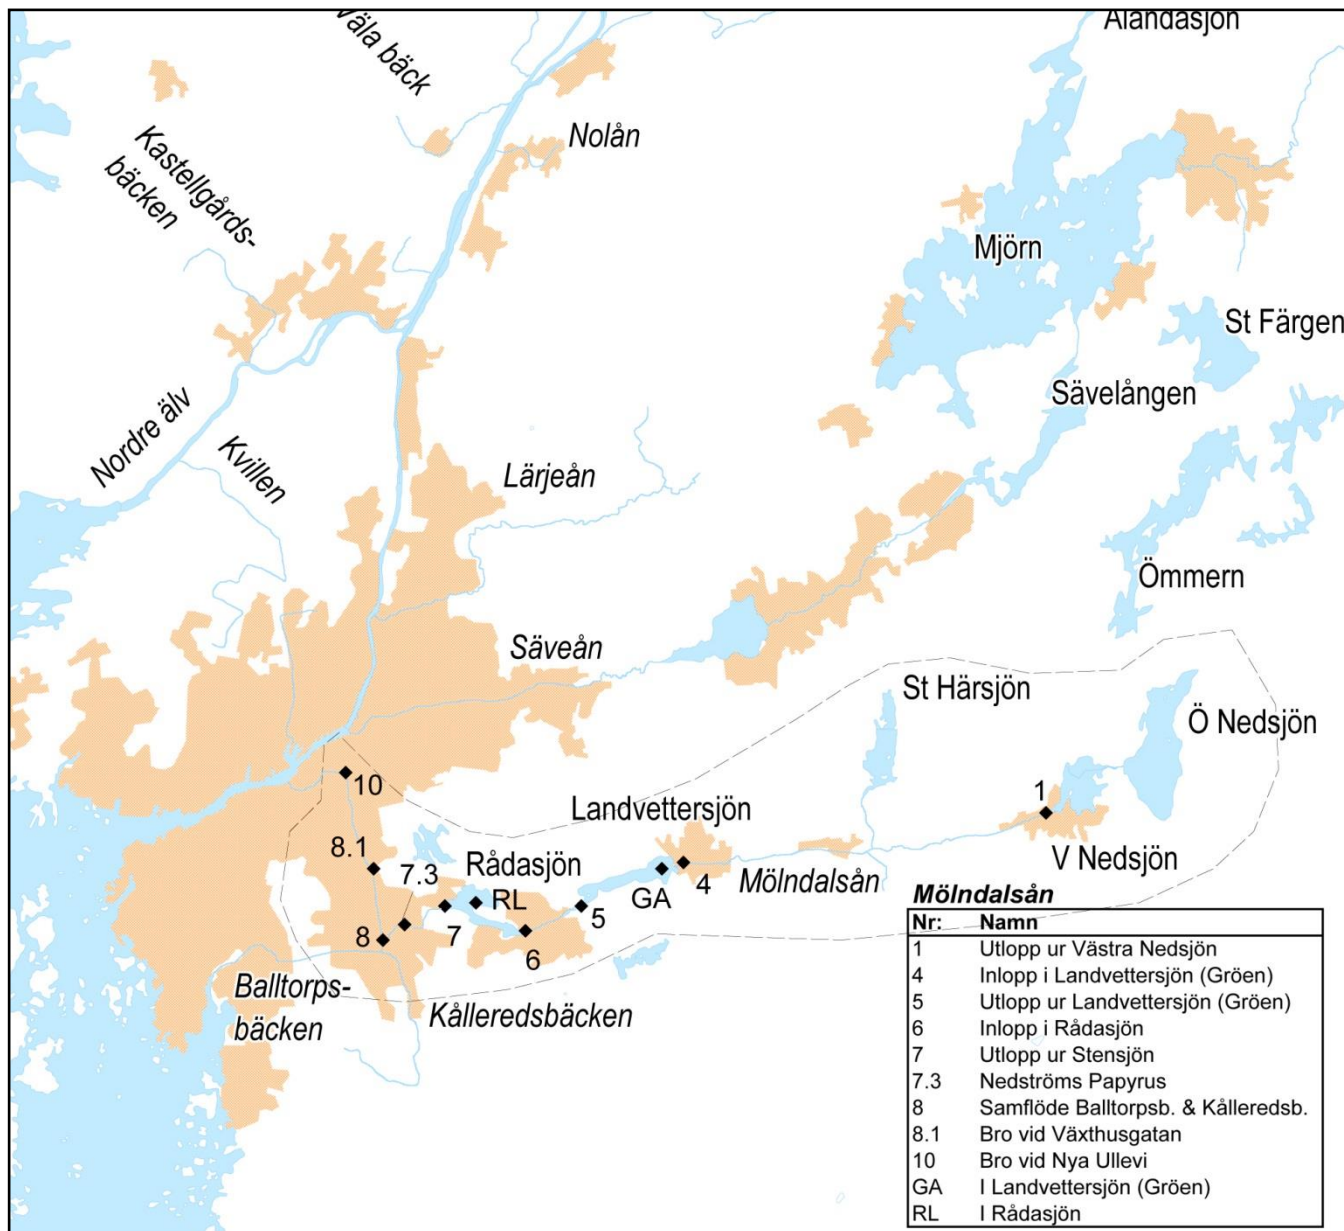 Ålandasjön
Väla bäck
Nolån
Kastellgårds-
bäcken
Mjörn
St Färgen
Sävelången
Nordre älv
Kvillen
Lärjeån
Ömmern
Säveån
St Härsjön
Ö Nedsjön
10
Landvettersjön
1
8.1
7.3
Rådasjön
V Nedsjön
RL
GA
4
Mölndalsån
8
7
6
5
Balltorps-
bäcken
Kålleredsbäcken
Mölndalsån
Nr: Namn
1 Utlopp ur Västra Nedsjön
4 Inlopp i Landvettersjön (Gröen)
5 Utlopp ur Landvettersjön (Gröen)
6 Inlopp i Rådasjön
7 Utlopp ur Stensjön
7.3 Nedströms Papyrus
8 Samflöde Balltorpsb. & Kålleredsb.
8.1 Bro vid Växthusgatan
10 Bro vid Nya Ullevi
GA I Landvettersjön (Gröen)
RL I Rådasjön